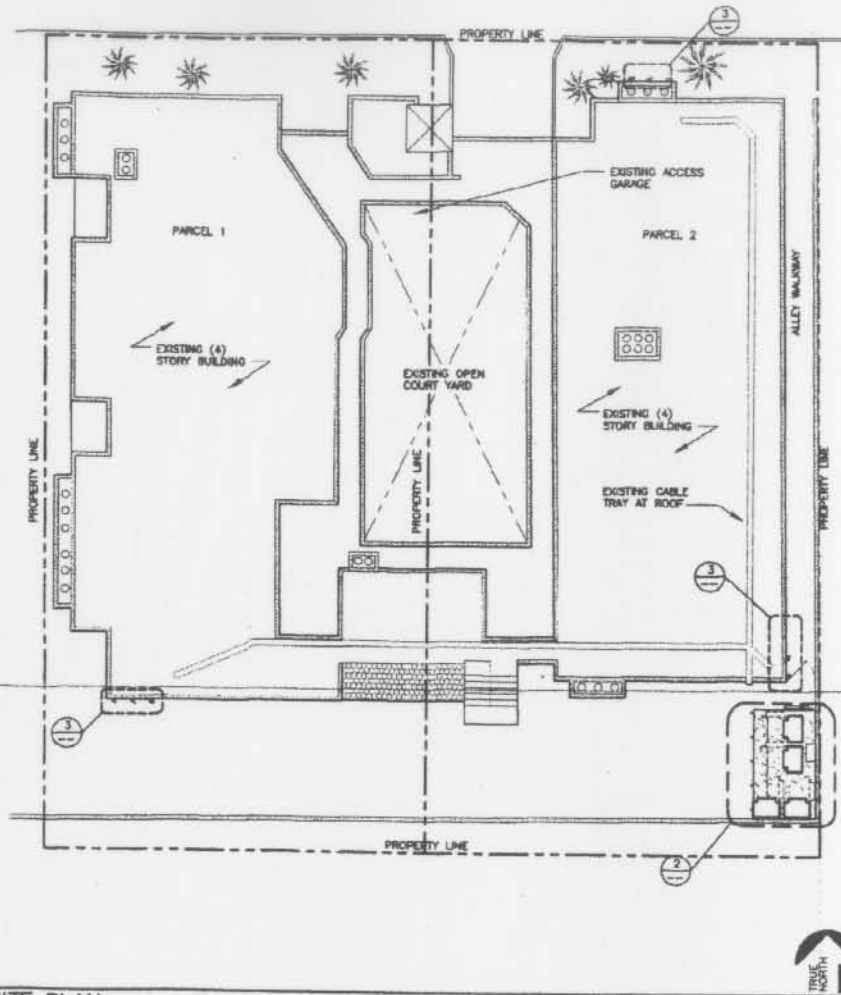 3
--
PROPERTY LINE
PROPERTY LINE
EXISTING ACCESS
GARAGE
PARCEL 1
PARCEL 2
ALLEY WALKWAY
EXISTING (4)
STORY BUILDING
EXISTING OPEN
COURT YARD
EXISTING (4)
STORY BUILDING
PROPERTY LINE
PROPERTY LINE
PROPERTY LINE
EXISTING CABLE
TRAY AT ROOF
3
--
3
--
PROPERTY LINE
2
--
TRUE
NORTH